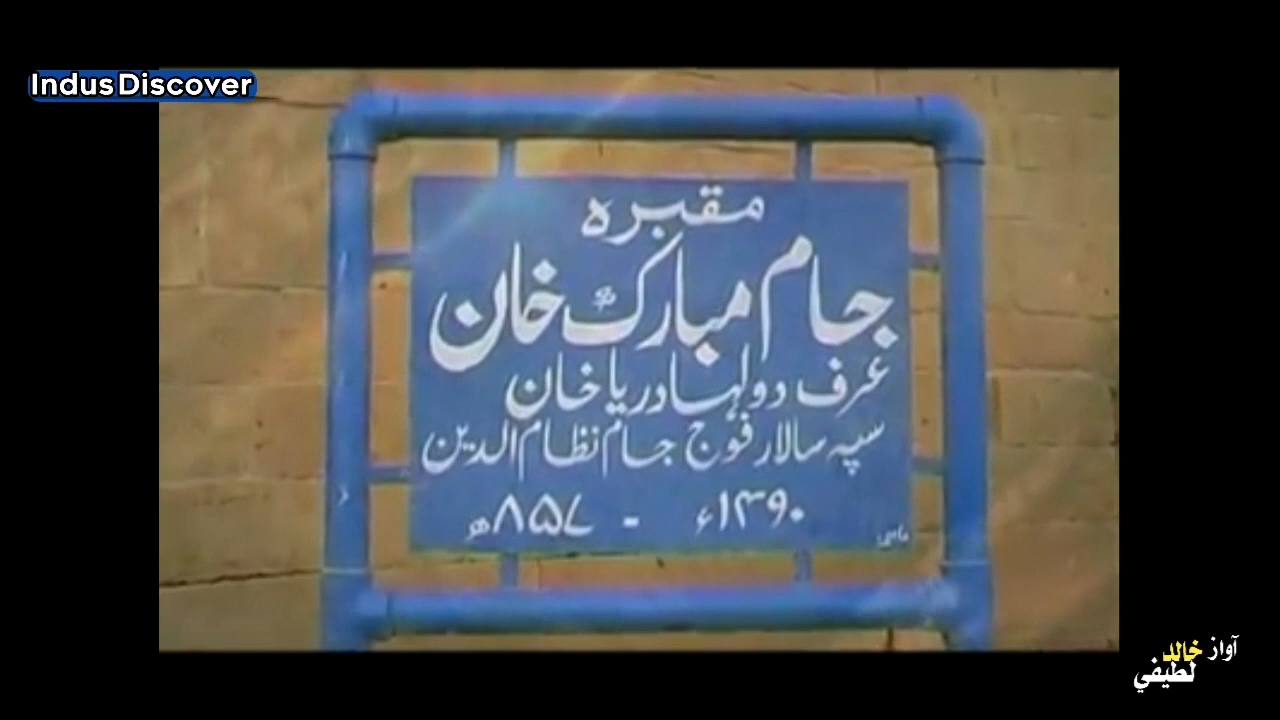 Indus Discover
مقبرہ
جام مبارک خان
عرف دولہا دریا خان
سپہ سالار فوج جام نظام الدین
۱۴۹۰ء - ۸۵۷ھ
آواز خالد
لطيفي